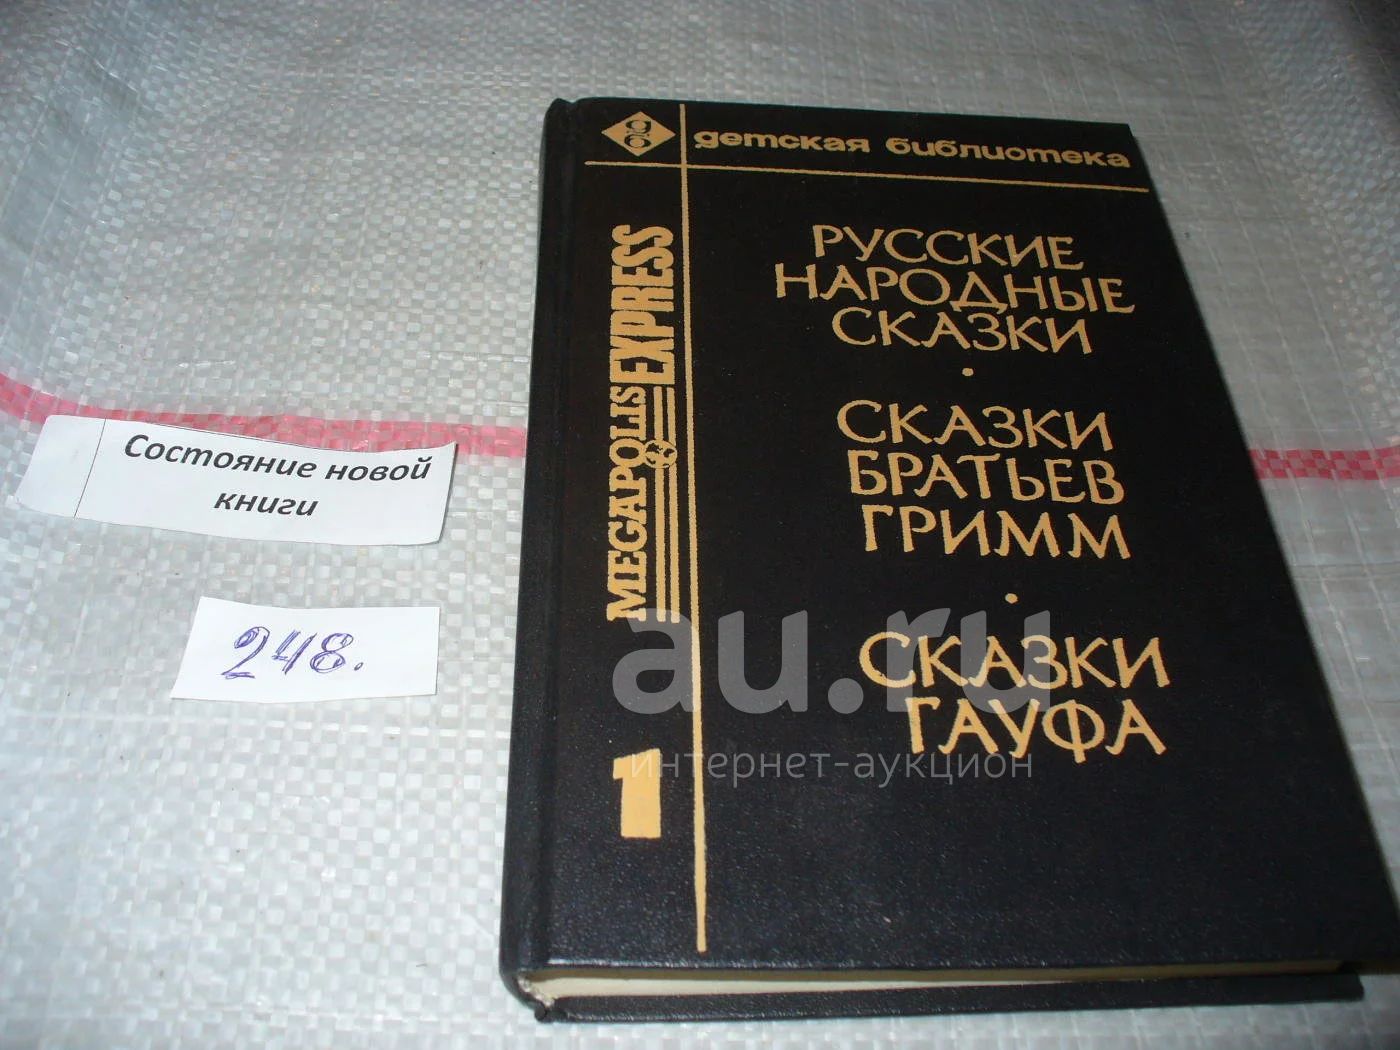 детская библиотека
MEGAPOLIS EXPRESS
1
РУССКИЕ
НАРОДНЫЕ
СКАЗКИ
·
СКАЗКИ
БРАТЬЕВ
ГРИММ
·
СКАЗКИ
ГАУФА
Состояние новой
книги
248.
au.ru
интернет-аукцион